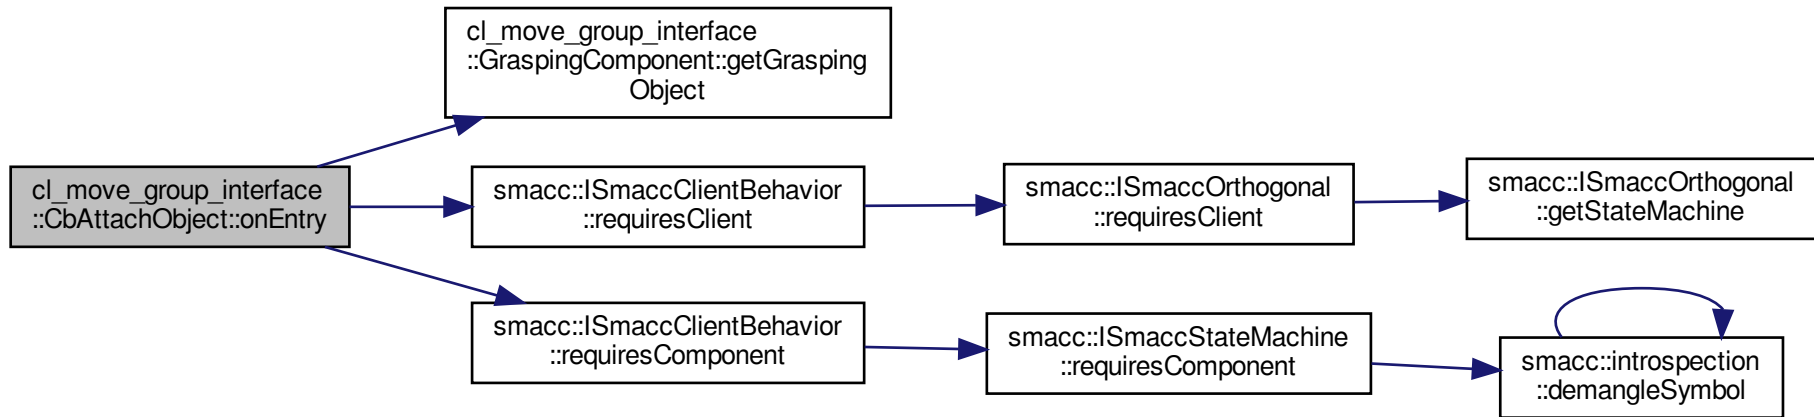 cl_move_group_interface
::GraspingComponent::getGrasping
Object
cl_move_group_interface
::CbAttachObject::onEntry
smacc::ISmaccClientBehavior
::requiresClient
smacc::ISmaccOrthogonal
::requiresClient
smacc::ISmaccOrthogonal
::getStateMachine
smacc::ISmaccClientBehavior
::requiresComponent
smacc::ISmaccStateMachine
::requiresComponent
smacc::introspection
::demangleSymbol